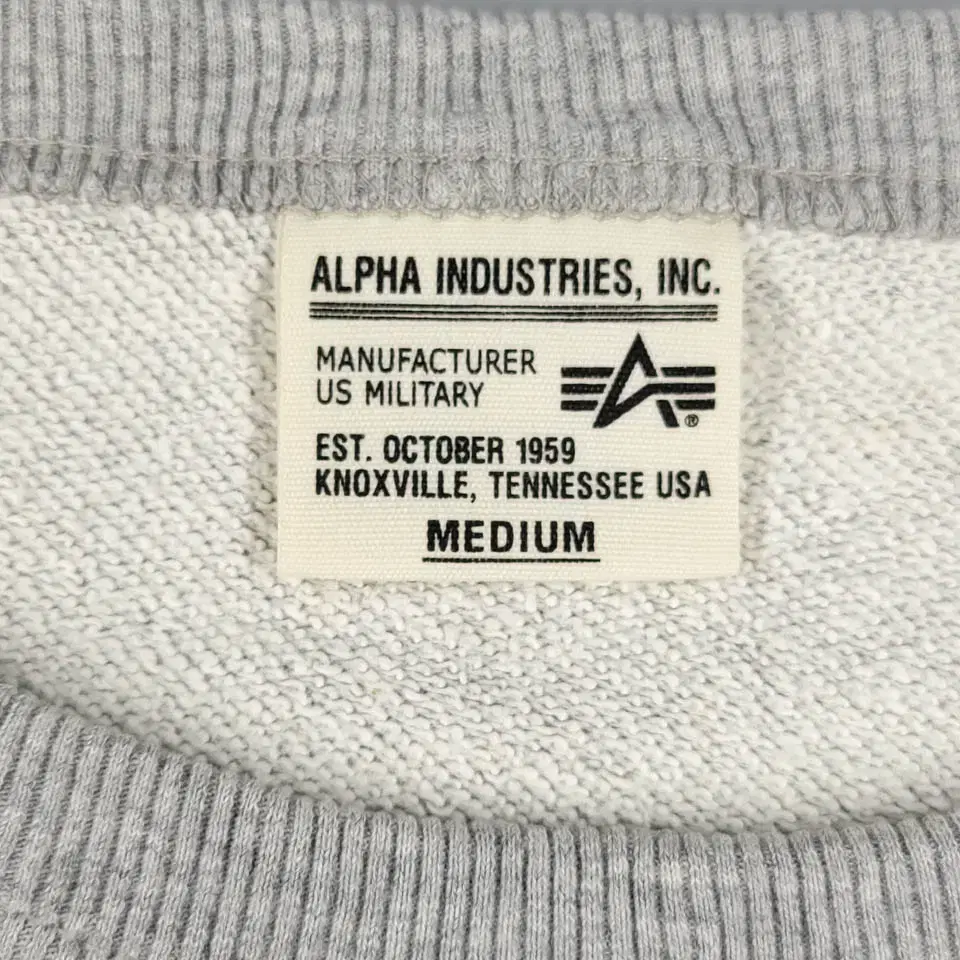 ALPHA INDUSTRIES, INC.
MANUFACTURER
US MILITARY
®
EST. OCTOBER 1959
KNOXVILLE, TENNESSEE USA
MEDIUM